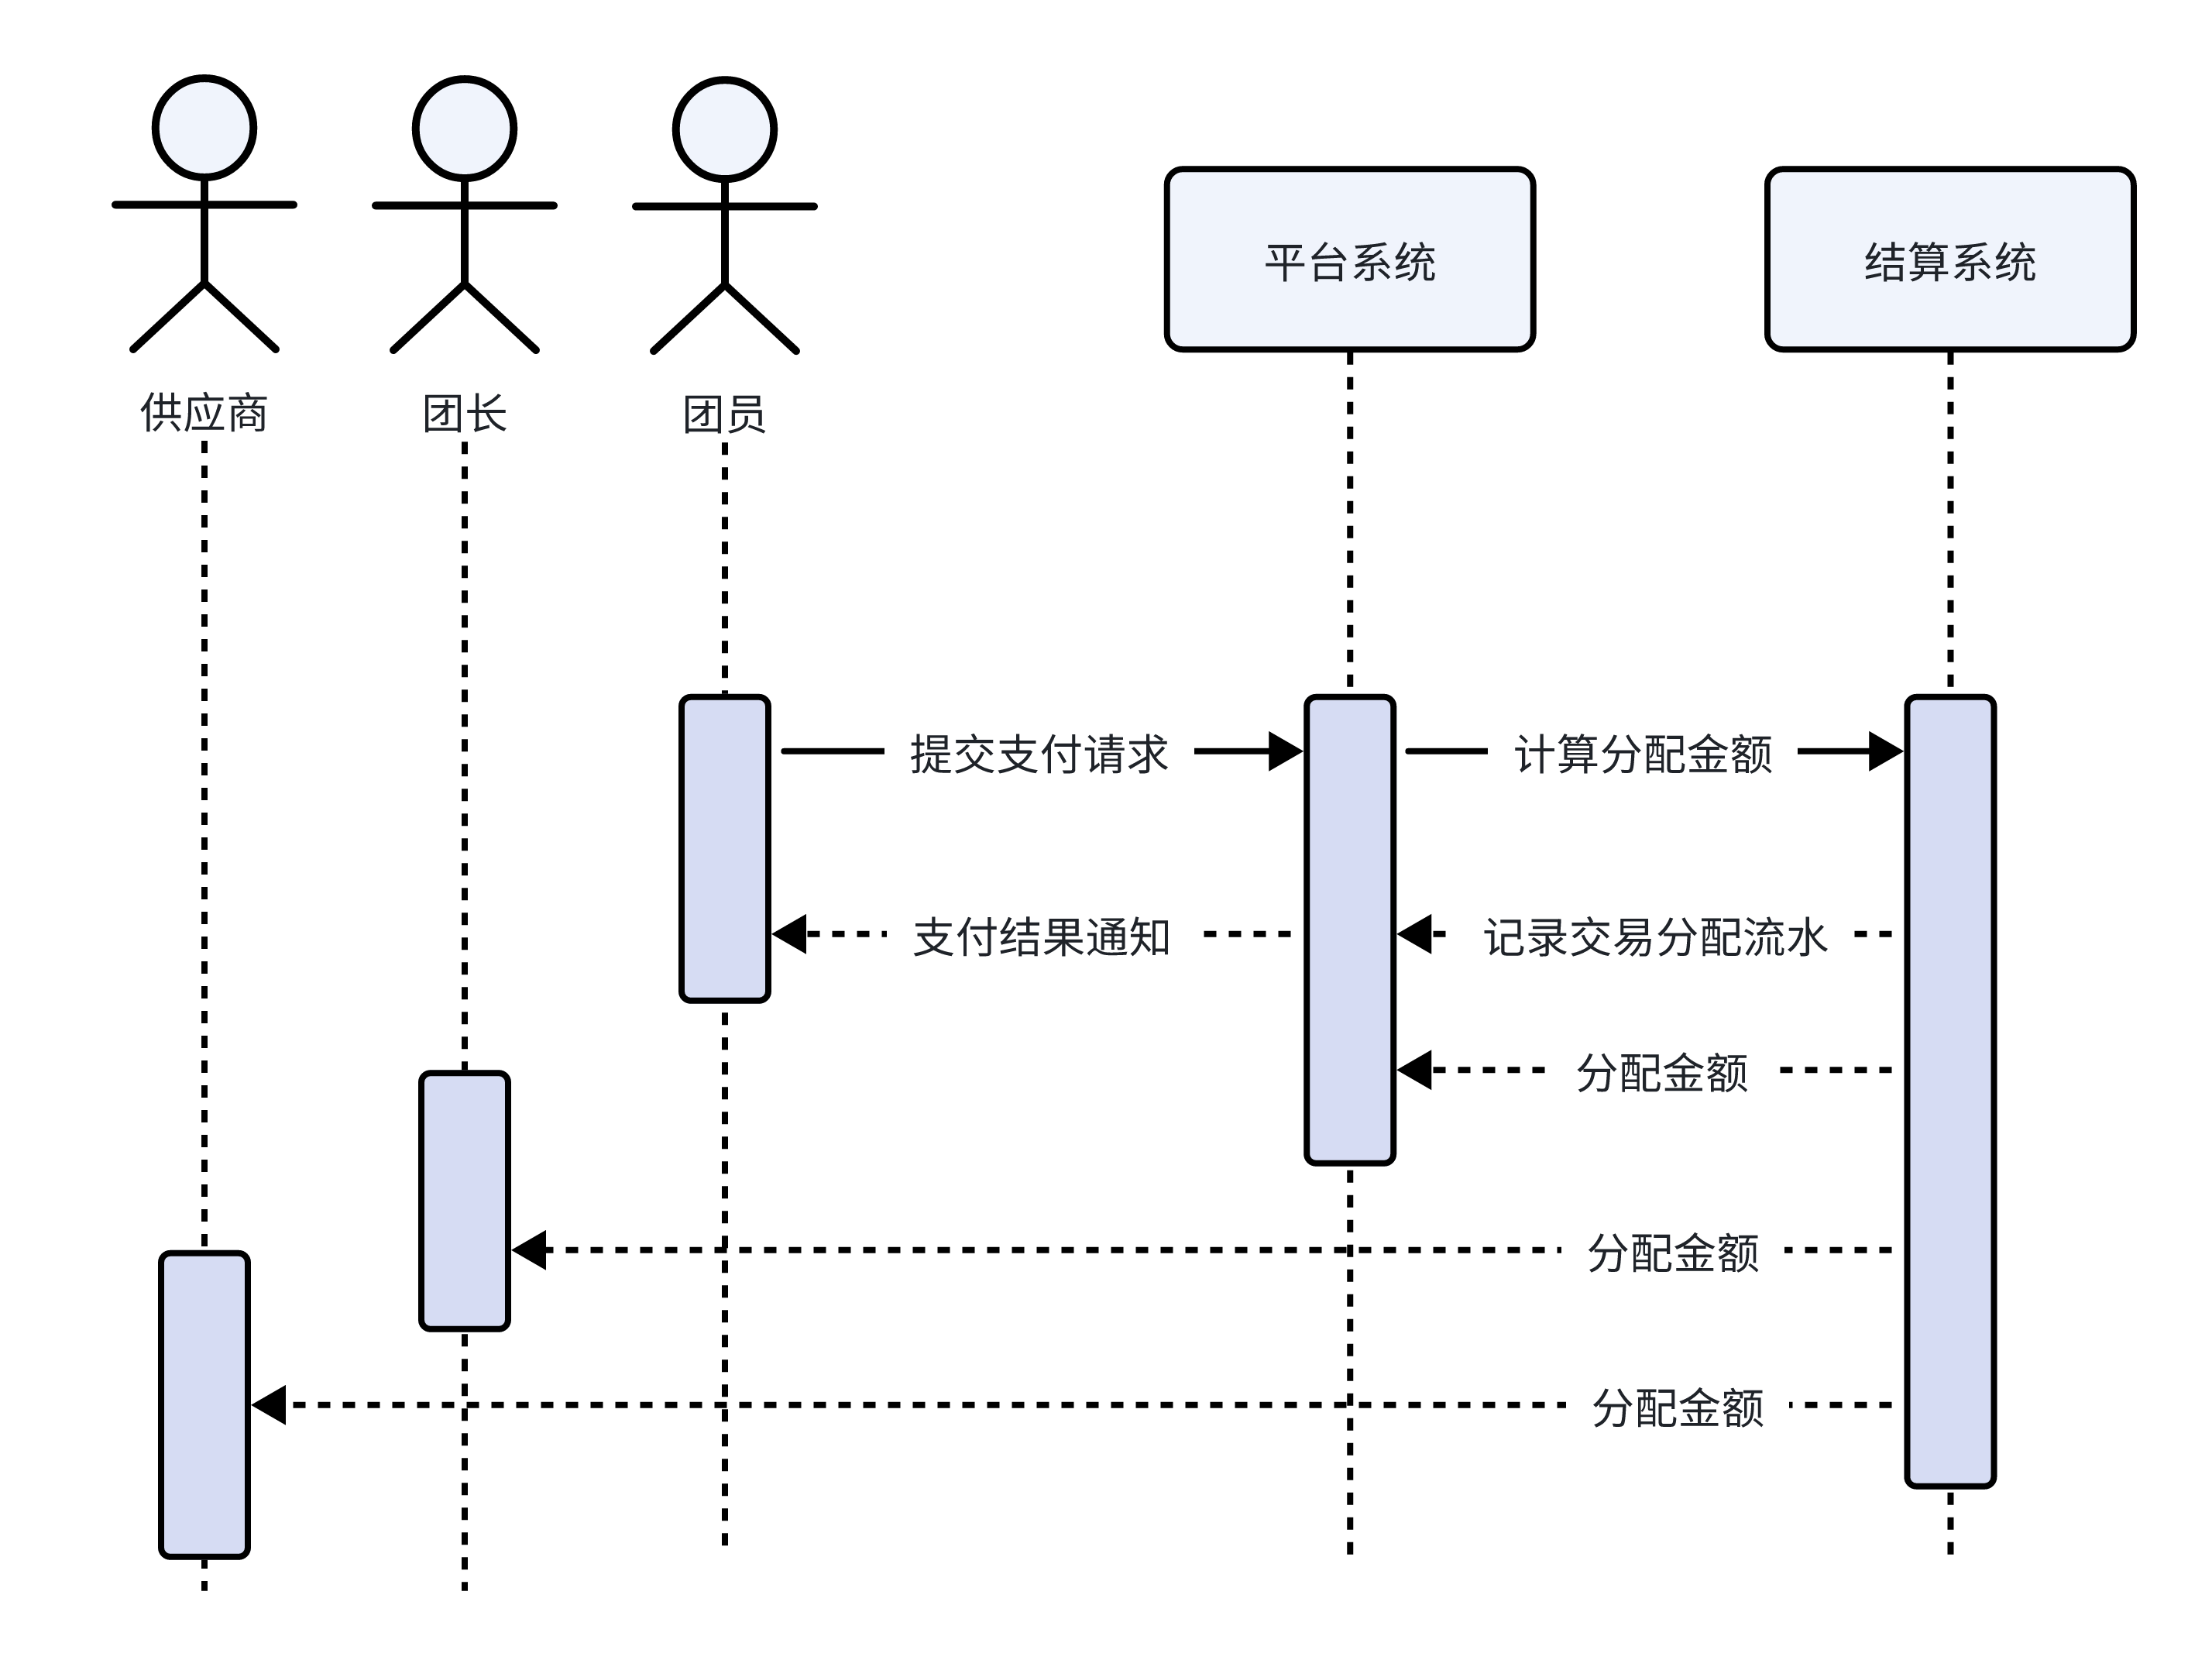 平台系统
结算系统
供应商
团长
团员
提交支付请求
计算分配金额
支付结果通知
记录交易分配流水
分配金额
分配金额
分配金额